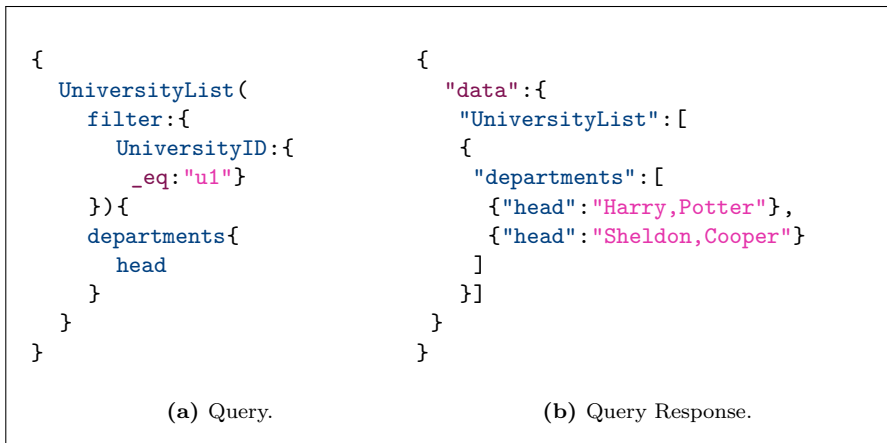 {
  UniversityList(
    filter:{
      UniversityID:{
       _eq:"u1"}
    }){
    departments{
      head
    }
  }
}
(a) Query.
{
  "data":{
   "UniversityList":[
   {
    "departments":[
     {"head":"Harry,Potter"},
     {"head":"Sheldon,Cooper"}
    ]
   }]
 }
}
(b) Query Response.